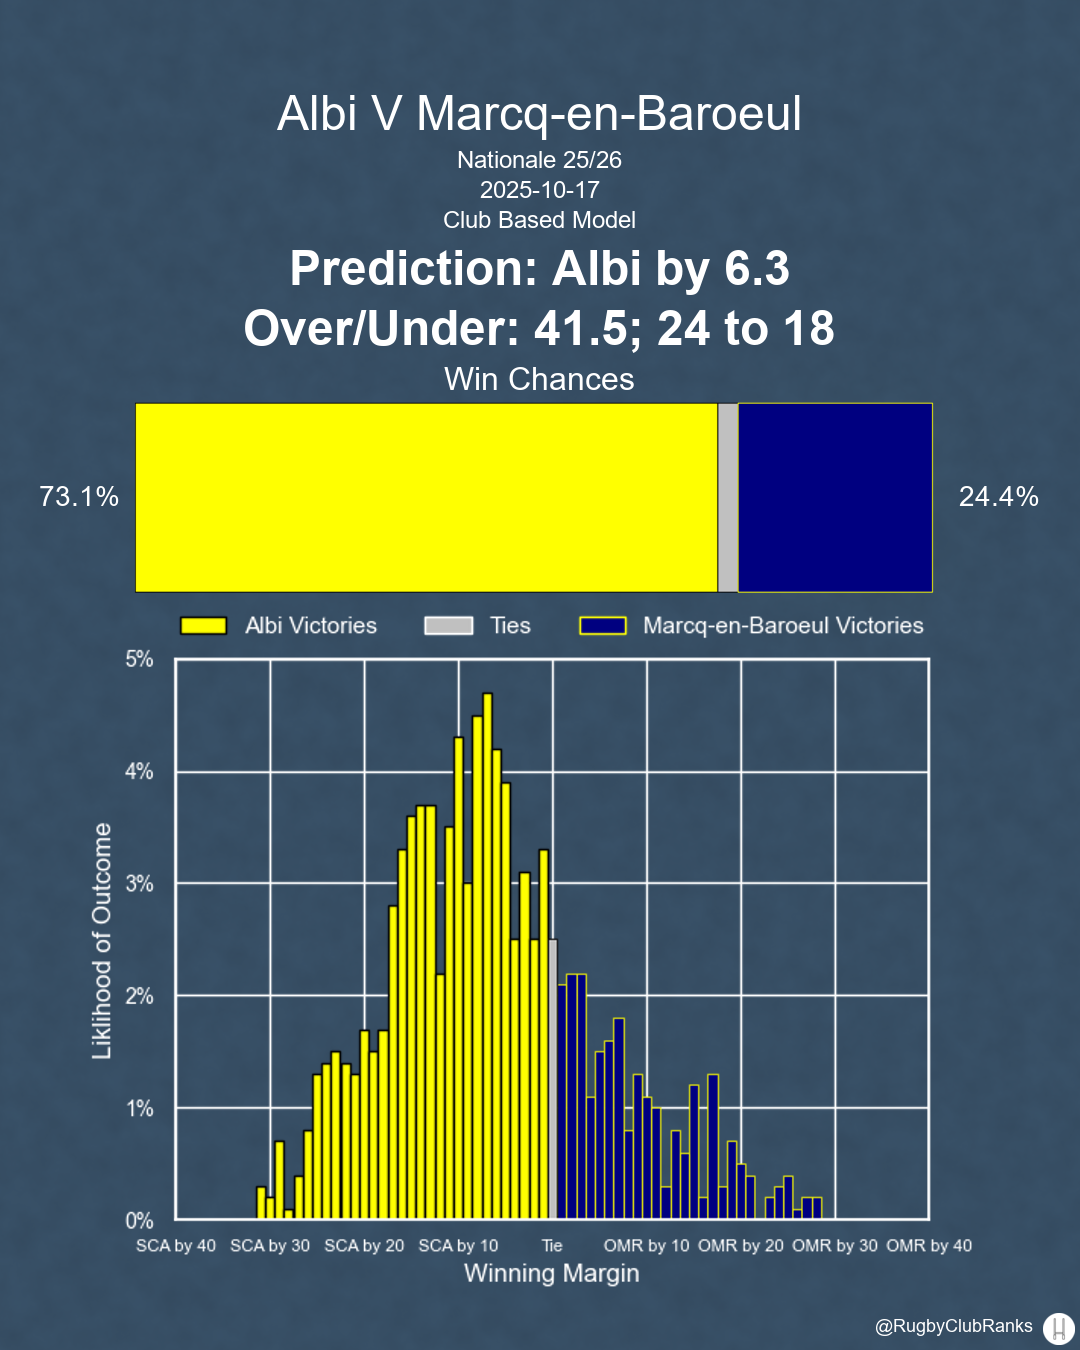 Albi V Marcq-en-Baroeul
Nationale 25/26
2025-10-17
Club Based Model
Prediction: Albi by 6.3
Over/Under: 41.5; 24 to 18
Win Chances
73.1%
24.4%
Albi Victories
Ties
Marcq-en-Baroeul Victories
5%
4%
3%
2%
1%
0%
Liklihood of Outcome
SCA by 40 SCA by 30 SCA by 20 SCA by 10 Tie OMR by 10 OMR by 20 OMR by 30 OMR by 40
Winning Margin
@RugbyClubRanks